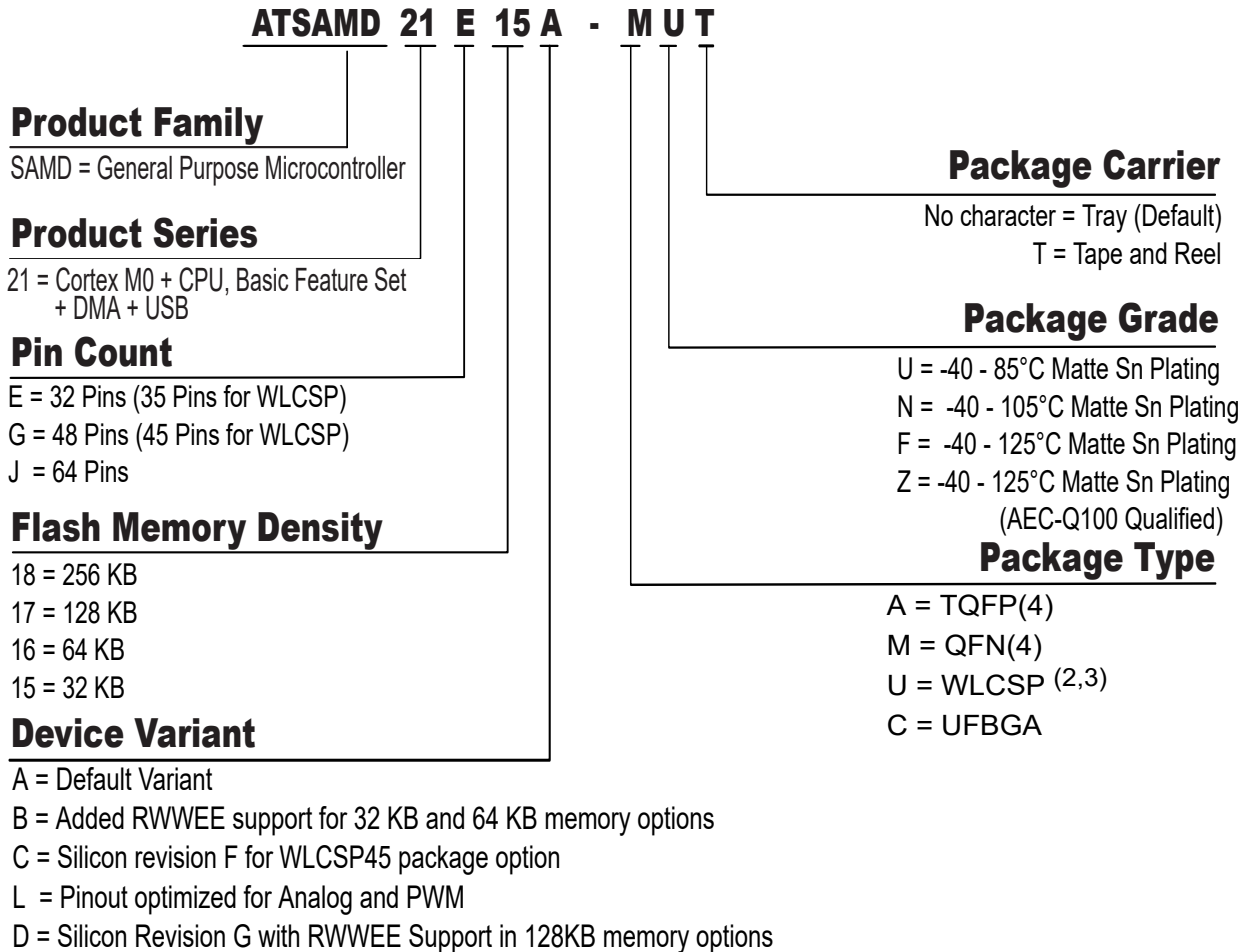 ATSAMD 21 E 15 A - M U T
Product Family
SAMD = General Purpose Microcontroller
Product Series
21 = Cortex M0 + CPU, Basic Feature Set
+ DMA + USB
Pin Count
E = 32 Pins (35 Pins for WLCSP)
G = 48 Pins (45 Pins for WLCSP)
J = 64 Pins
Flash Memory Density
18 = 256 KB
17 = 128 KB
16 = 64 KB
15 = 32 KB
Device Variant
A = Default Variant
B = Added RWWEE support for 32 KB and 64 KB memory options
C = Silicon revision F for WLCSP45 package option
L = Pinout optimized for Analog and PWM
D = Silicon Revision G with RWWEE Support in 128KB memory options
Package Carrier
No character = Tray (Default)
T = Tape and Reel
Package Grade
U = -40 - 85°C Matte Sn Plating
N = -40 - 105°C Matte Sn Plating
F = -40 - 125°C Matte Sn Plating
Z = -40 - 125°C Matte Sn Plating
(AEC-Q100 Qualified)
Package Type
A = TQFP(4)
M = QFN(4)
U = WLCSP (2,3)
C = UFBGA